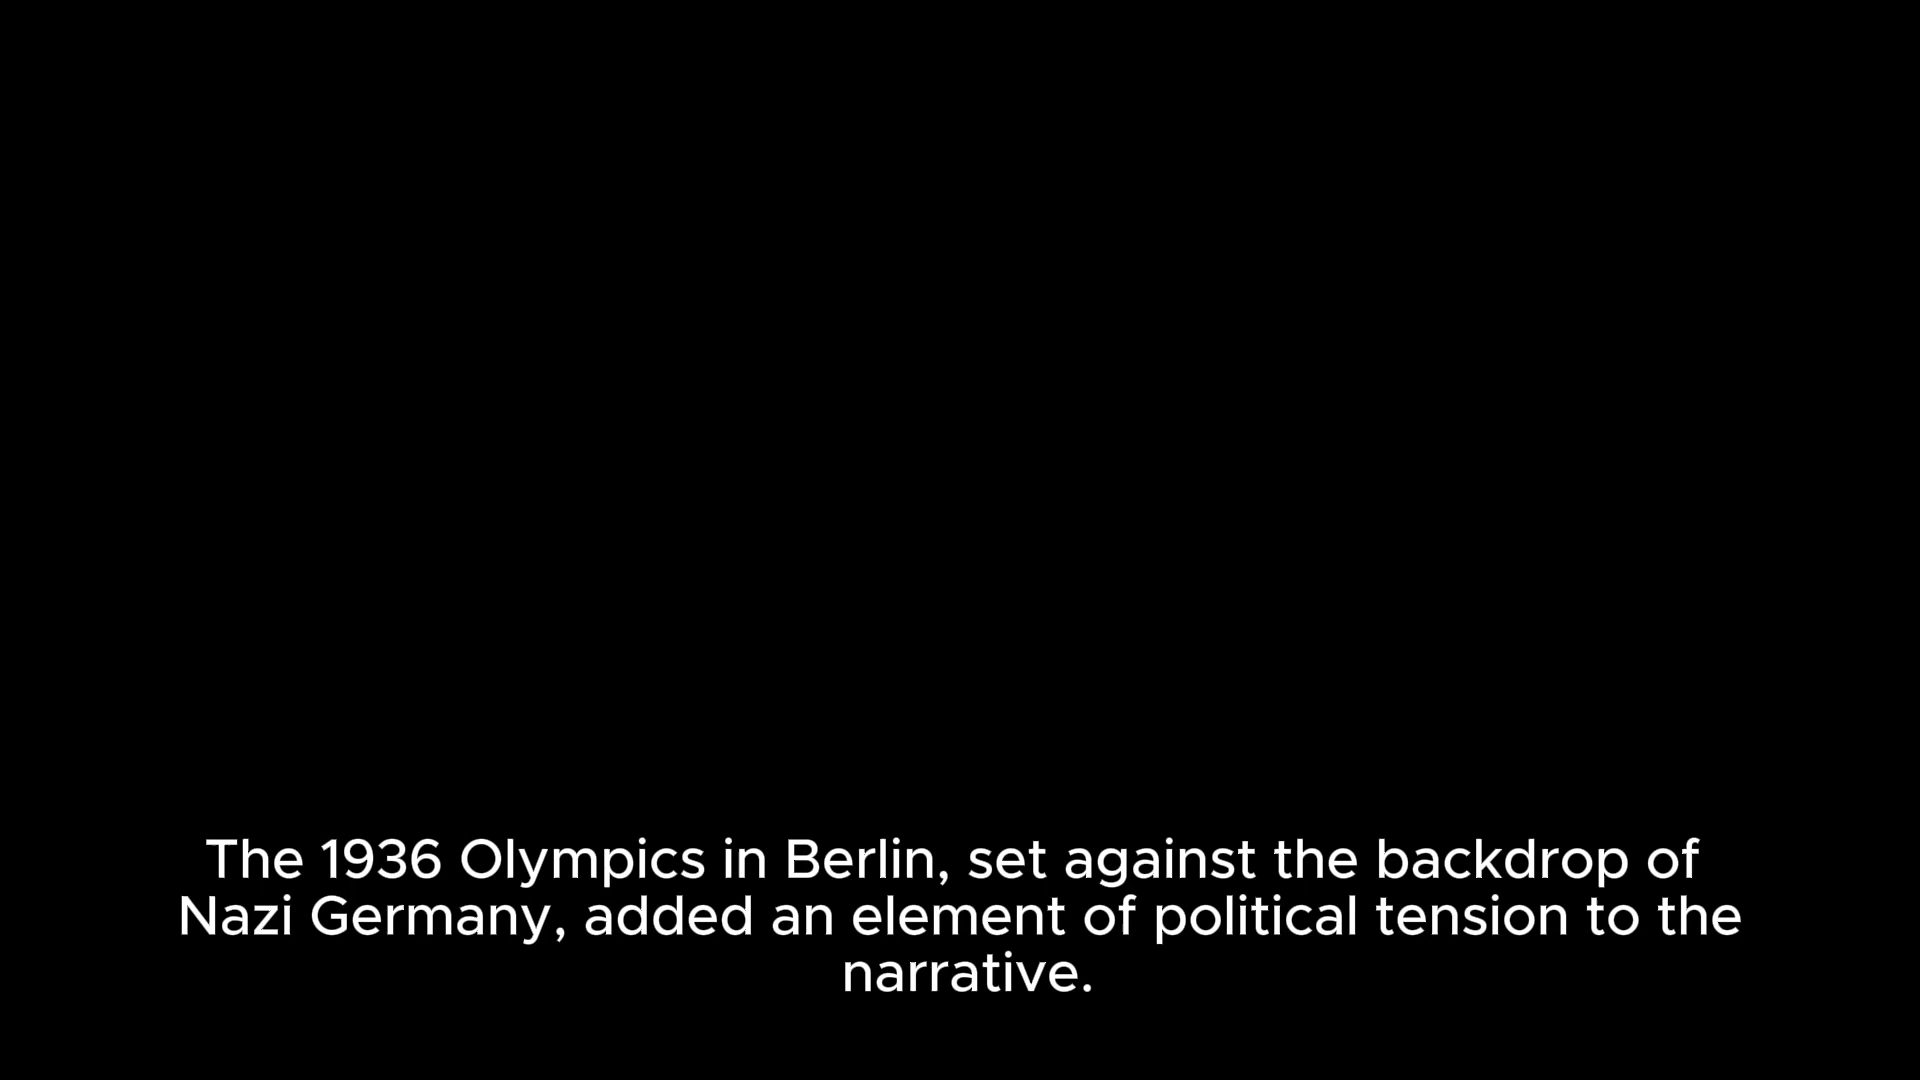 The 1936 Olympics in Berlin, set against the backdrop of
Nazi Germany, added an element of political tension to the
narrative.